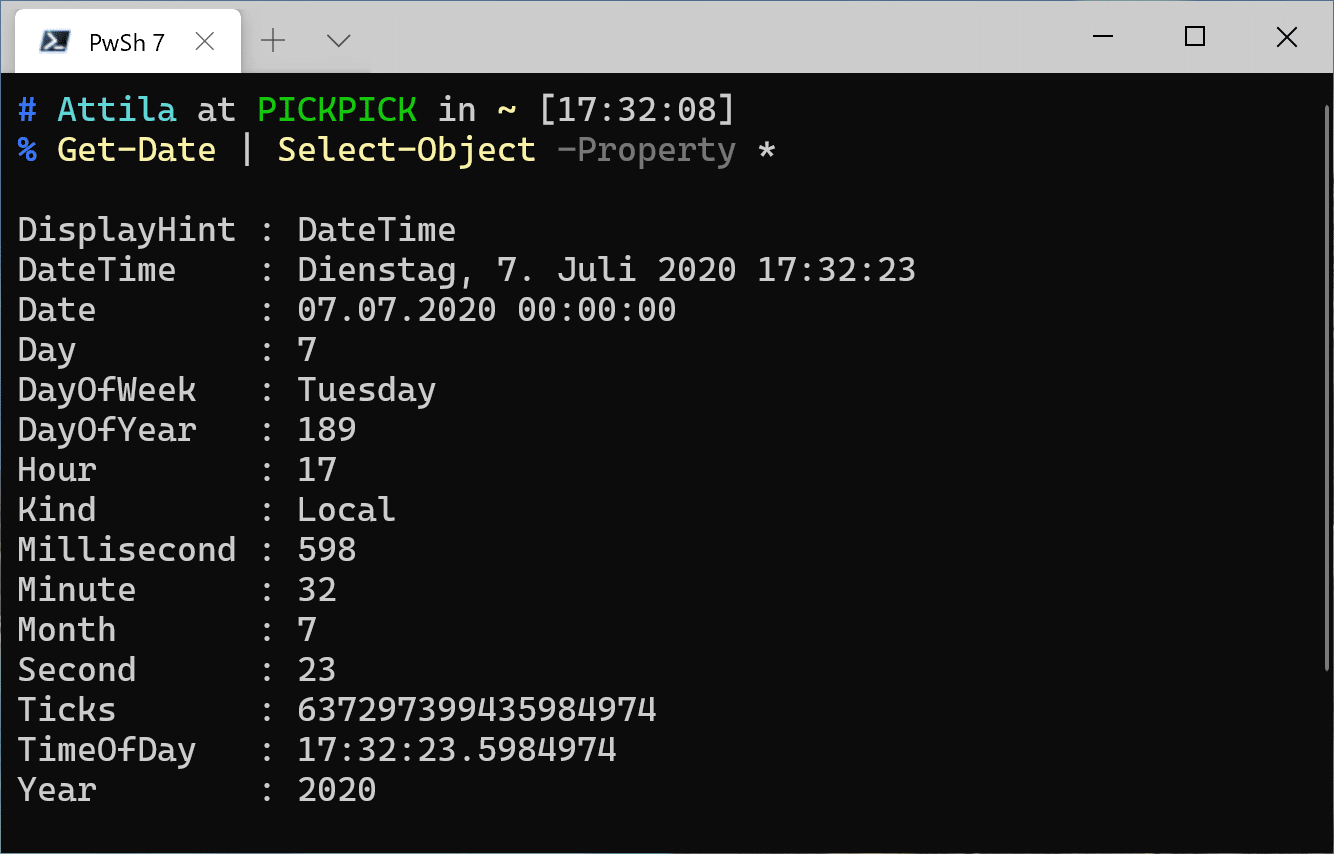 PwSh 7
# Attila at PICKPICK in ~ [17:32:08]
% Get-Date | Select-Object -Property *
DisplayHint : DateTime
DateTime    : Dienstag, 7. Juli 2020 17:32:23
Date        : 07.07.2020 00:00:00
Day         : 7
DayOfWeek   : Tuesday
DayOfYear   : 189
Hour        : 17
Kind        : Local
Millisecond : 598
Minute      : 32
Month       : 7
Second      : 23
Ticks       : 637297399435984974
TimeOfDay   : 17:32:23.5984974
Year        : 2020